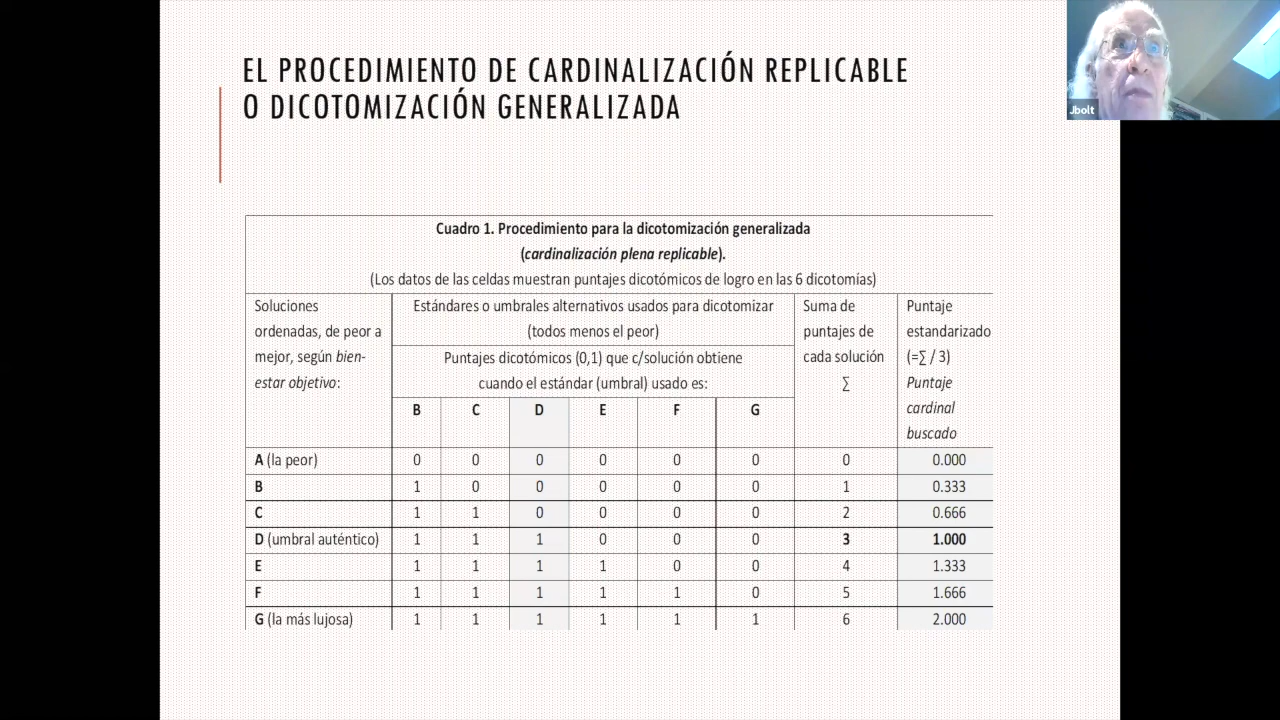 EL PROCEDIMIENTO DE CARDINALIZACIÓN REPLICABLE
O DICOTOMIZACIÓN GENERALIZADA
Jbolt
Cuadro 1. Procedimiento para la dicotomización generalizada
(cardinalización plena replicable).
(Los datos de las celdas muestran puntajes dicotómicos de logro en las 6 dicotomías)
Soluciones
ordenadas, de peor a
mejor, según bien-
estar objetivo:
Estándares o umbrales alternativos usados para dicotomizar
(todos menos el peor)
Puntajes dicotómicos (0,1) que c/solución obtiene
cuando el estándar (umbral) usado es:
Suma de
puntajes de
cada solución
∑
Puntaje
estandarizado
(=∑ / 3)
Puntaje
cardinal
buscado
B C D E F G
A (la peor) 0 0 0 0 0 0 0 0.000
B 1 0 0 0 0 0 1 0.333
C 1 1 0 0 0 0 2 0.666
D (umbral auténtico) 1 1 1 0 0 0 3 1.000
E 1 1 1 1 0 0 4 1.333
F 1 1 1 1 1 0 5 1.666
G (la más lujosa) 1 1 1 1 1 1 6 2.000